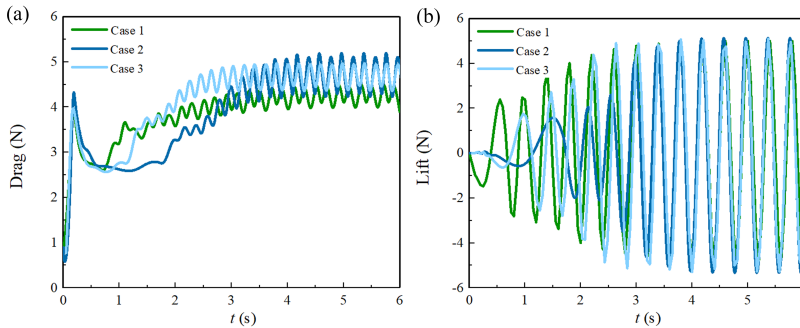 (a)
Case 1
Case 2
Case 3
Drag (N)
6
5
4
3
2
1
0
0 1 2 3 4 5 6
t (s)
(b)
Case 1
Case 2
Case 3
Lift (N)
6
4
2
0
-2
-4
-6
0 1 2 3 4 5 6
t (s)